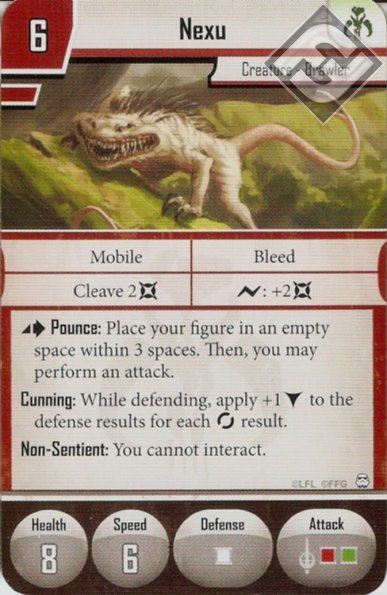 6
Nexu
Creature - Brawler
Mobile
Bleed
Cleave 2
: +2
Pounce: Place your figure in an empty
space within 3 spaces. Then, you may
perform an attack.
Cunning: While defending, apply +1 to the
defense results for each result.
Non-Sentient: You cannot interact.
©LFL ©FFG
Health
8
Speed
6
Defense
Attack